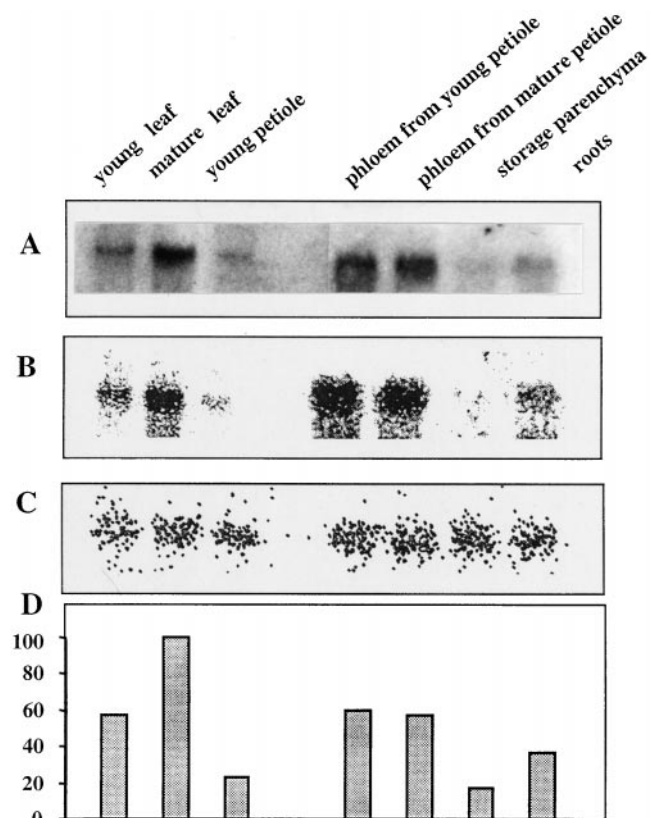 young leaf
mature leaf
young petiole
phloem from young petiole
phloem from mature petiole
storage parenchyma
roots
A
B
C
D
100
80
60
40
20
0